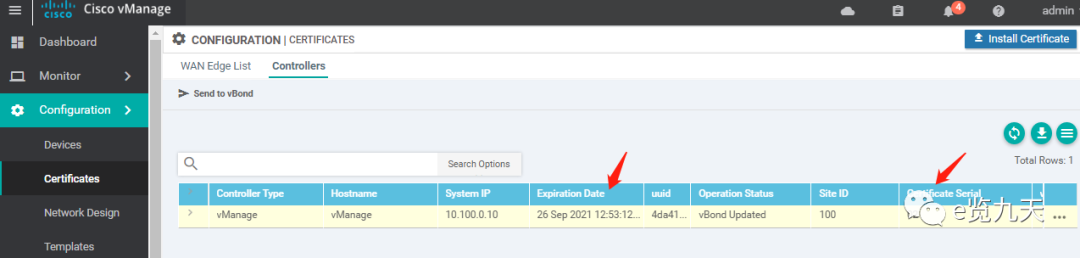 cisco Cisco vManage
4
admin
Dashboard
Monitor
Configuration
Devices
Certificates
Network Design
Templates
CONFIGURATION | CERTIFICATES
Install Certificate
WAN Edge List Controllers
Send to vBond
Search Options
Total Rows: 1
Controller Type Hostname System IP Expiration Date uuid Operation Status Site ID Certificate Serial
vManage vManage 10.100.0.10 26 Sep 2021 12:53:12... 4da41... vBond Updated 100 ...
e览九天